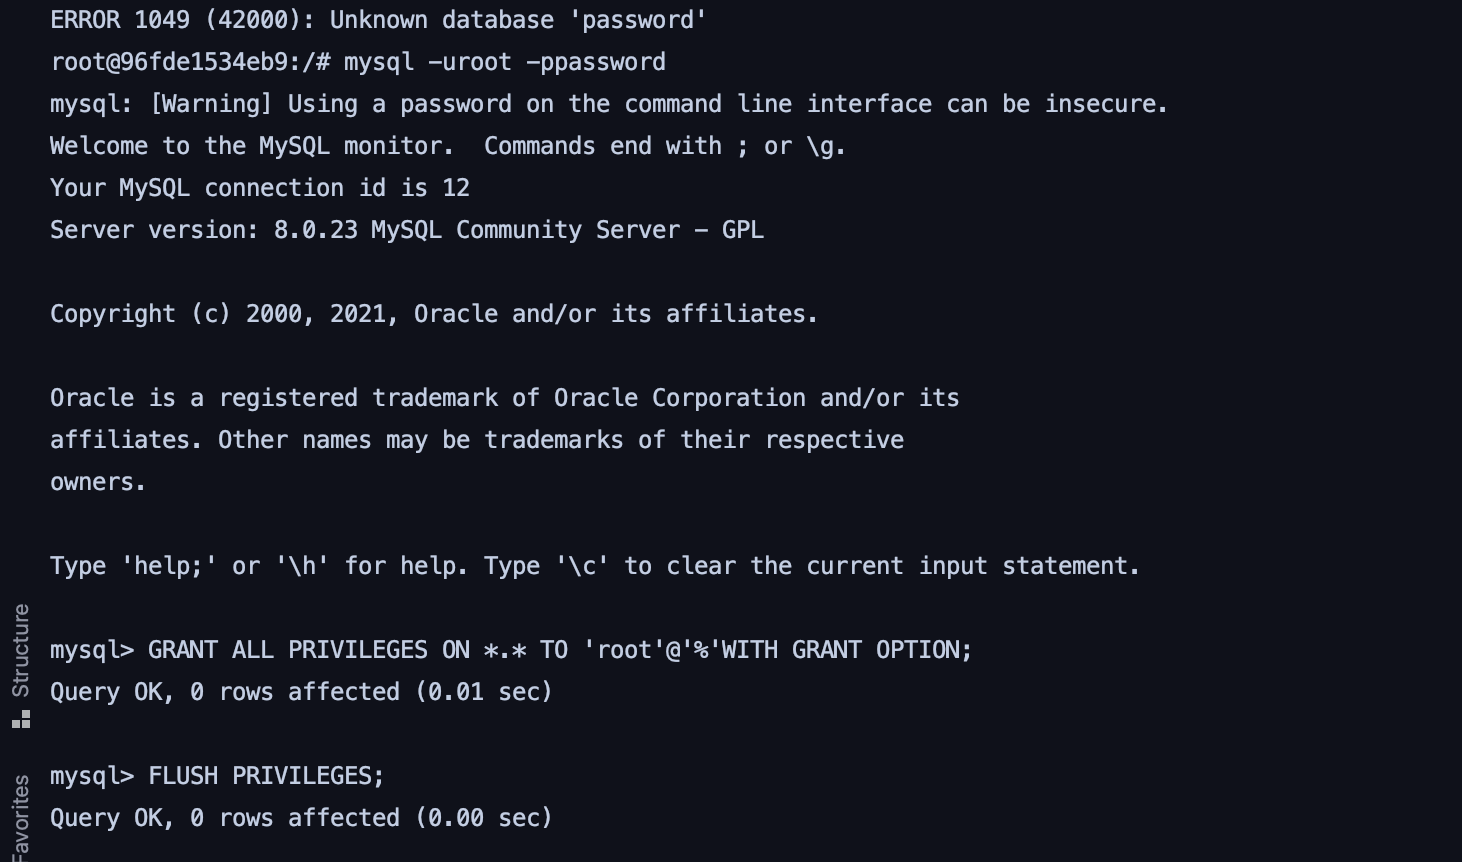 ERROR 1049 (42000): Unknown database 'password'
root@96fde1534eb9:/# mysql -uroot -ppassword
mysql: [Warning] Using a password on the command line interface can be insecure.
Welcome to the MySQL monitor.  Commands end with ; or \g.
Your MySQL connection id is 12
Server version: 8.0.23 MySQL Community Server - GPL
Copyright (c) 2000, 2021, Oracle and/or its affiliates.
Oracle is a registered trademark of Oracle Corporation and/or its
affiliates. Other names may be trademarks of their respective
owners.
Type 'help;' or '\h' for help. Type '\c' to clear the current input statement.
mysql> GRANT ALL PRIVILEGES ON *.* TO 'root'@'%'WITH GRANT OPTION;
Query OK, 0 rows affected (0.01 sec)
mysql> FLUSH PRIVILEGES;
Query OK, 0 rows affected (0.00 sec)
Structure
Favorites